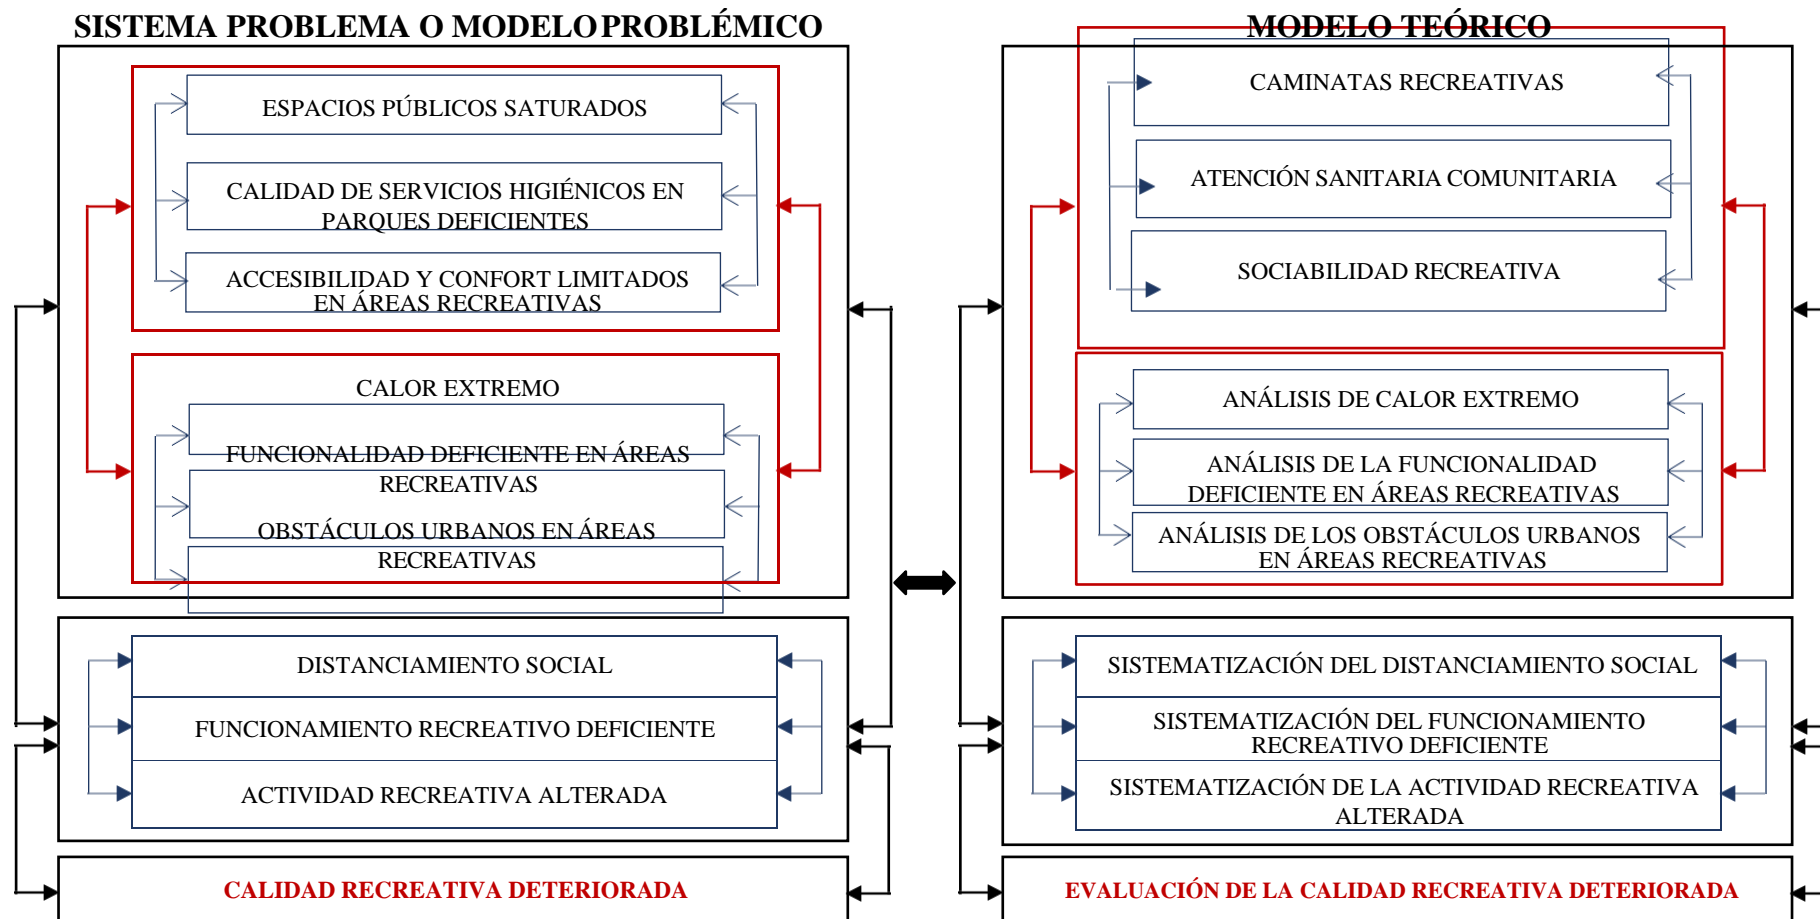 SISTEMA PROBLEMA O MODELO PROBLÉMICO
ESPACIOS PÚBLICOS SATURADOS
CALIDAD DE SERVICIOS HIGIÉNICOS EN
PARQUES DEFICIENTES
ACCESIBILIDAD Y CONFORT LIMITADOS
EN ÁREAS RECREATIVAS
CALOR EXTREMO
FUNCIONALIDAD DEFICIENTE EN ÁREAS
RECREATIVAS
OBSTÁCULOS URBANOS EN ÁREAS
RECREATIVAS
DISTANCIAMIENTO SOCIAL
FUNCIONAMIENTO RECREATIVO DEFICIENTE
ACTIVIDAD RECREATIVA ALTERADA
CALIDAD RECREATIVA DETERIORADA
MODELO TEÓRICO
CAMINATAS RECREATIVAS
ATENCIÓN SANITARIA COMUNITARIA
SOCIABILIDAD RECREATIVA
ANÁLISIS DE CALOR EXTREMO
ANÁLISIS DE LA FUNCIONALIDAD
DEFICIENTE EN ÁREAS RECREATIVAS
ANÁLISIS DE LOS OBSTÁCULOS URBANOS
EN ÁREAS RECREATIVAS
SISTEMATIZACIÓN DEL DISTANCIAMIENTO SOCIAL
SISTEMATIZACIÓN DEL FUNCIONAMIENTO
RECREATIVO DEFICIENTE
SISTEMATIZACIÓN DE LA ACTIVIDAD RECREATIVA
ALTERADA
EVALUACIÓN DE LA CALIDAD RECREATIVA DETERIORADA